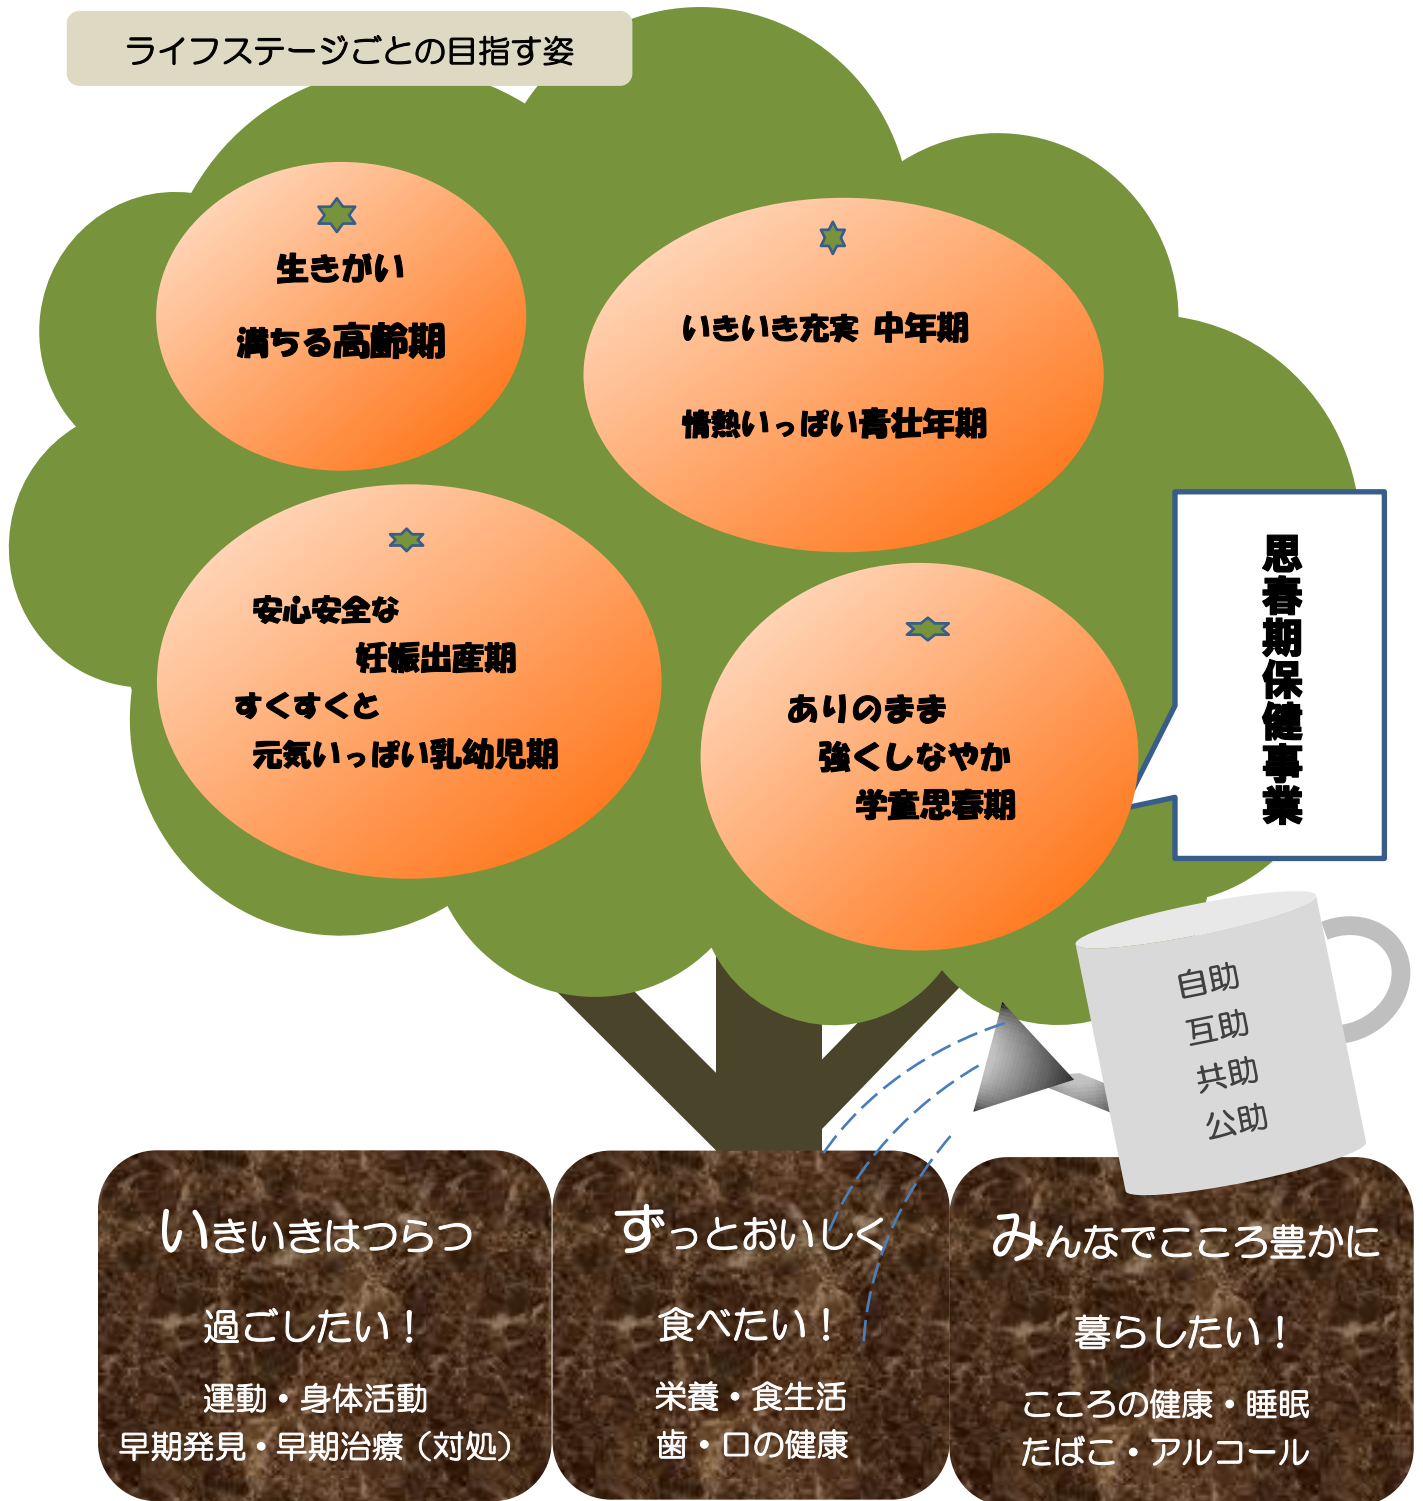 ライフステージごとの目指す姿
生きがい
満ちる高齢期
いきいき充実 中年期
情熱いっぱい青壮年期
安心安全な
妊娠出産期
すくすくと
元気いっぱい乳幼児期
ありのまま
強くしなやか
学童思春期
思春期保健事業
自助
互助
共助
公助
いきいきはつらつ
過ごしたい！
運動・身体活動
早期発見・早期治療（対処）
ずっとおいしく
食べたい！
栄養・食生活
歯・口の健康
みんなでこころ豊かに
暮らしたい！
こころの健康・睡眠
たばこ・アルコール